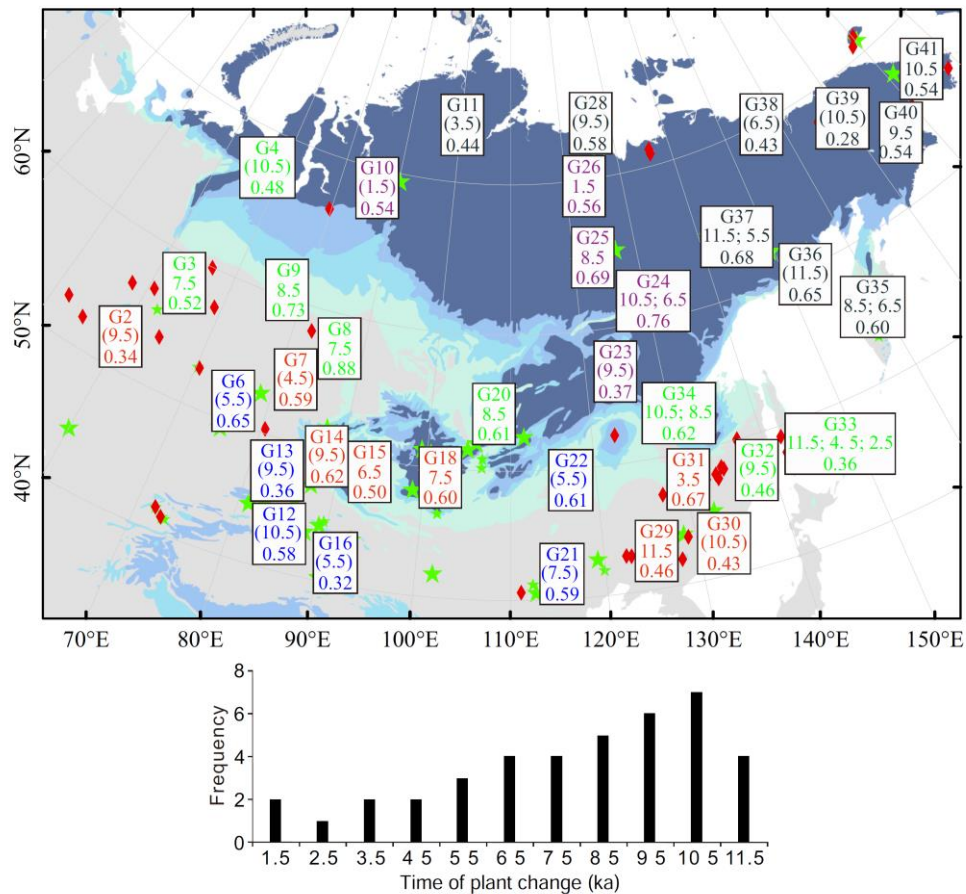 G41
10.5
0.54
G11
(3.5)
0.44
G28
(9.5)
0.58
G38
(6.5)
0.43
G39
(10.5)
0.28
G40
9.5
0.54
60°N
G4
(10.5)
0.48
G10
(1.5)
0.54
G26
1.5
0.56
G37
11.5; 5.5
0.68
G25
8.5
0.69
G36
(11.5)
0.65
G3
7.5
0.52
G9
8.5
0.73
G24
10.5; 6.5
0.76
G35
8.5; 6.5
0.60
50°N
G2
(9.5)
0.34
G8
7.5
0.88
G7
(4.5)
0.59
G23
(9.5)
0.37
G6
(5.5)
0.65
G20
8.5
0.61
G34
10.5; 8.5
0.62
G33
11.5; 4. 5; 2.5
0.36
40°N
G13
(9.5)
0.36
G14
(9.5)
0.62
G15
6.5
0.50
G18
7.5
0.60
G22
(5.5)
0.61
G31
3.5
0.67
G32
(9.5)
0.46
G12
(10.5)
0.58
G16
(5.5)
0.32
G21
(7.5)
0.59
G29
11.5
0.46
G30
(10.5)
0.43
70°E 80°E 90°E 100°E 110°E 120°E 130°E 140°E 150°E
Frequency
8
6
4
2
0
1.5 2.5 3.5 4 5 5 5 6 5 7 5 8 5 9 5 10 5 11.5
Time of plant change (ka)